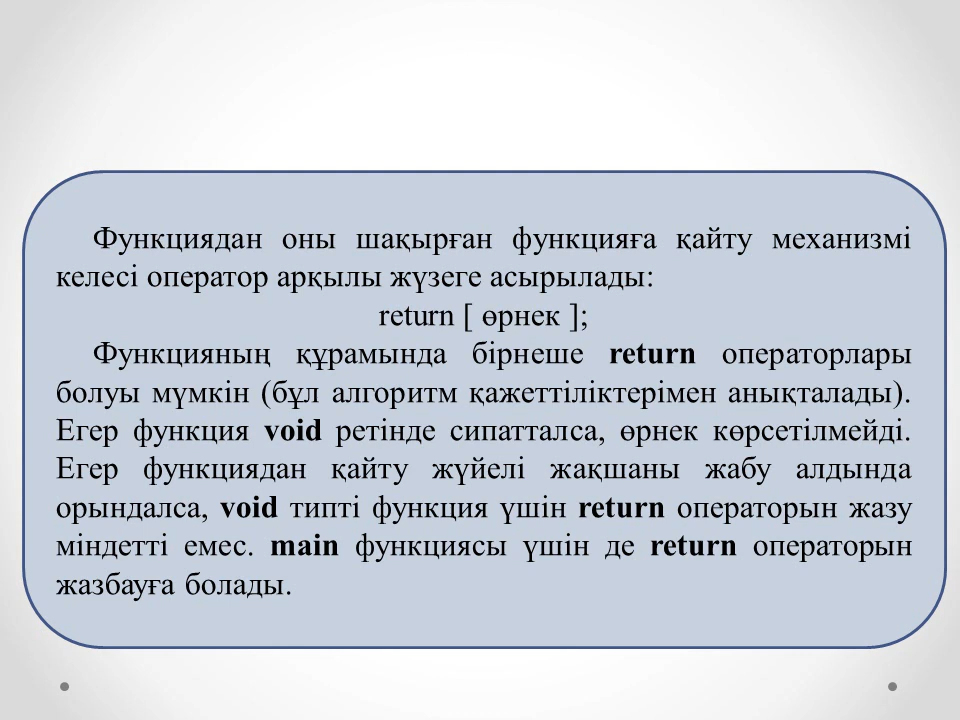 Функциядан оны шақырған функцияға қайту механизмі
келесі оператор арқылы жүзеге асырылады:
return [ өрнек ];
Функцияның құрамында бірнеше return операторлары
болуы мүмкін (бұл алгоритм қажеттіліктерімен анықталады).
Егер функция void ретінде сипатталса, өрнек көрсетілмейді.
Егер функциядан қайту жүйелі жақшаны жабу алдында
орындалса, void типті функция үшін return операторын жазу
міндетті емес. main функциясы үшін де return операторын
жазбауға болады.